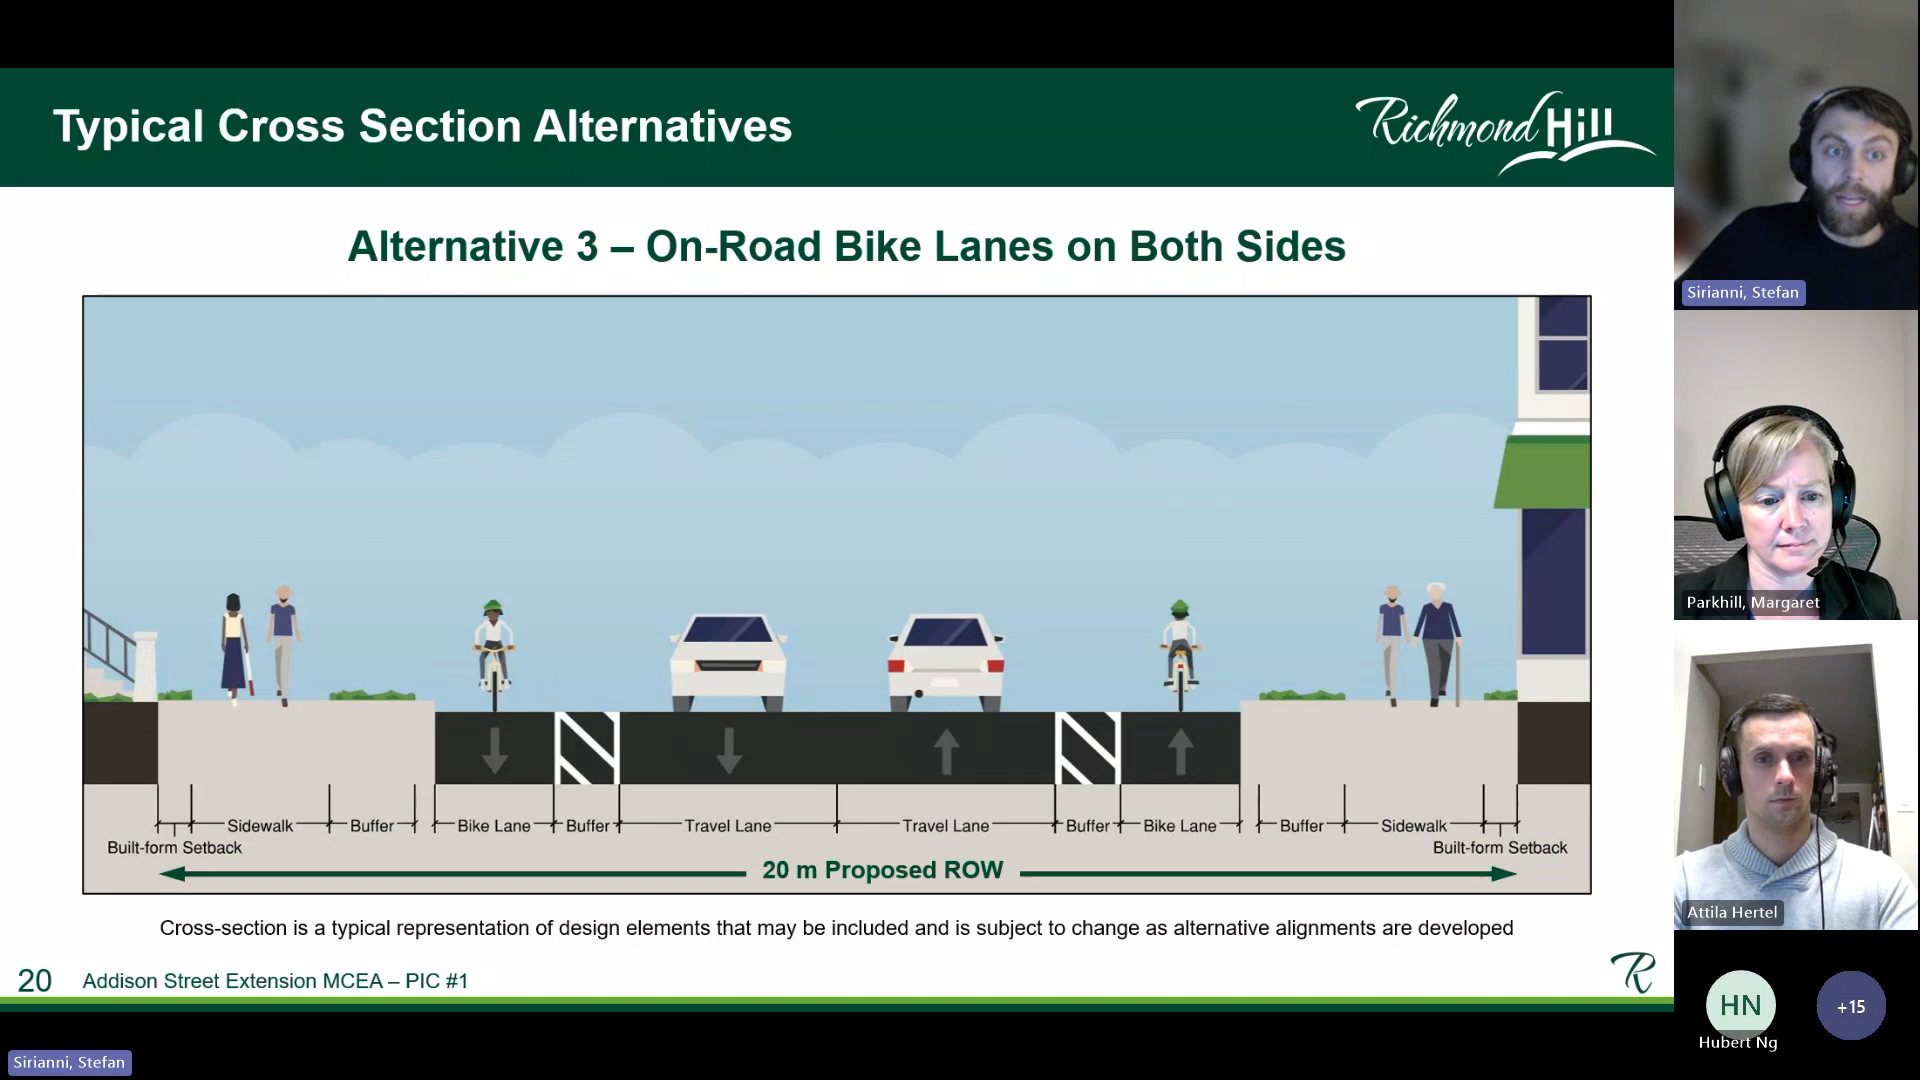 Typical Cross Section Alternatives
Richmond Hill
Alternative 3 – On-Road Bike Lanes on Both Sides
Sidewalk Buffer Bike Lane Buffer Travel Lane Travel Lane Buffer Bike Lane Buffer Sidewalk
Built-form Setback Built-form Setback
20 m Proposed ROW
Cross-section is a typical representation of design elements that may be included and is subject to change as alternative alignments are developed
20 Addison Street Extension MCEA – PIC #1
R
Sirianni, Stefan
Sirianni, Stefan
Parkhill, Margaret
Attila Hertel
HN +15
Hubert Ng